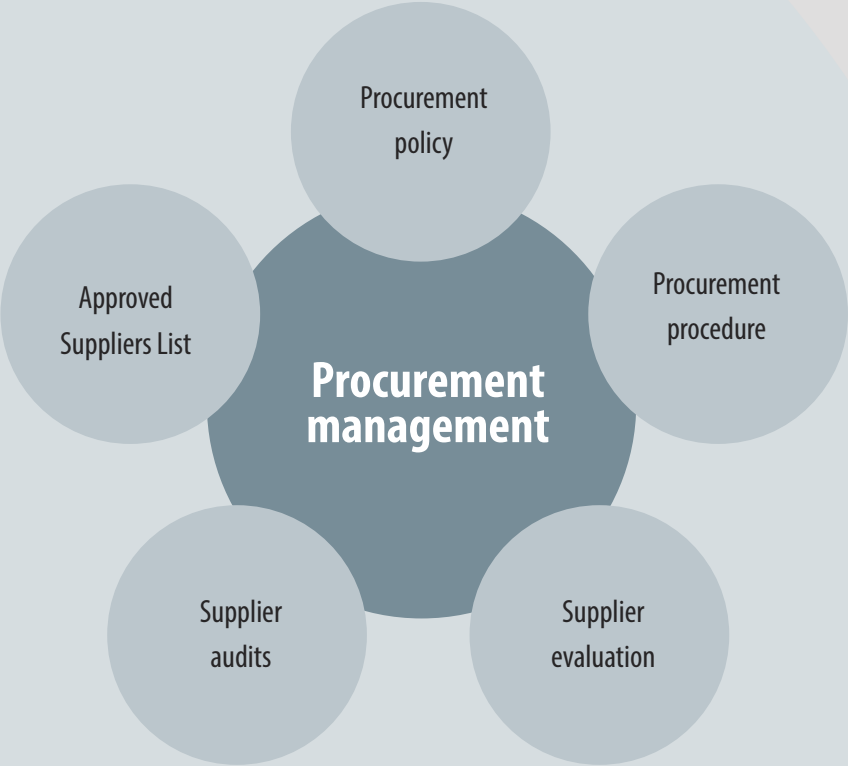 Procurement
policy
Procurement
procedure
Supplier
evaluation
Supplier
audits
Approved
Suppliers List
Procurement
management